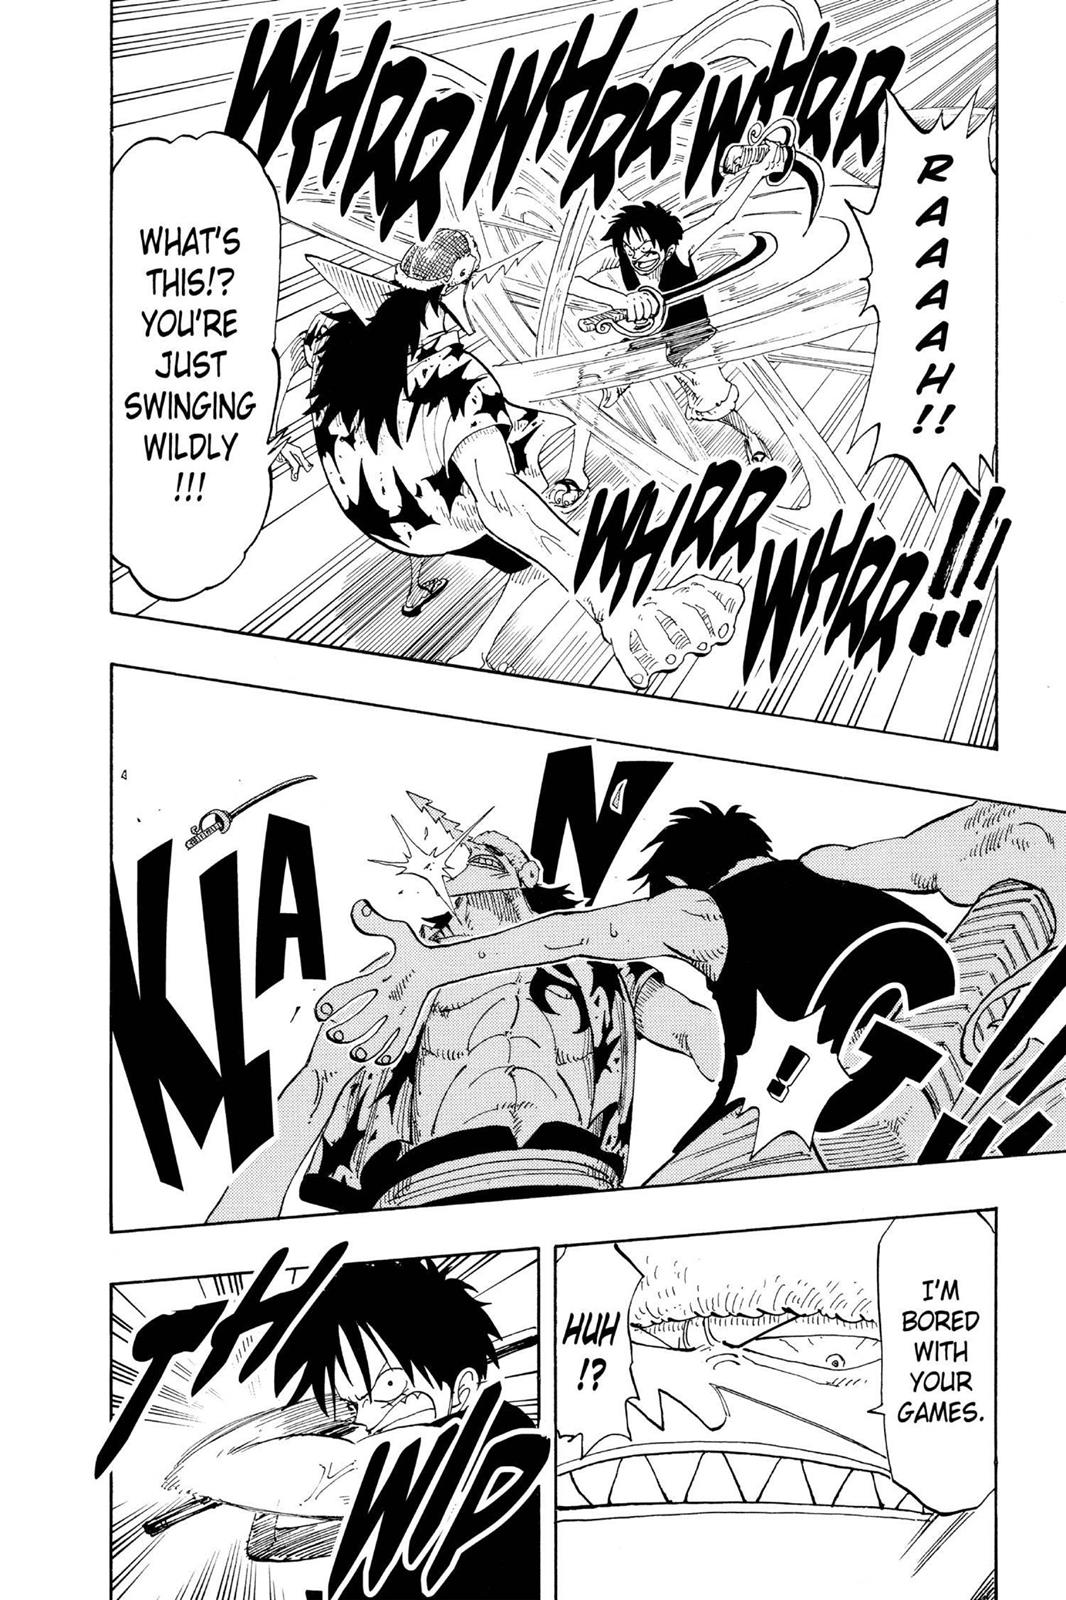 WHRR WHRR WHRR
RAAAAH!!
WHAT'S
THIS!?
YOU'RE
JUST
SWINGING
WILDLY
!!!
WHRR
WHRR!!!
KLANG!!!
!
I'M
BORED
WITH
YOUR
GAMES.
HUH
!?
THWIP